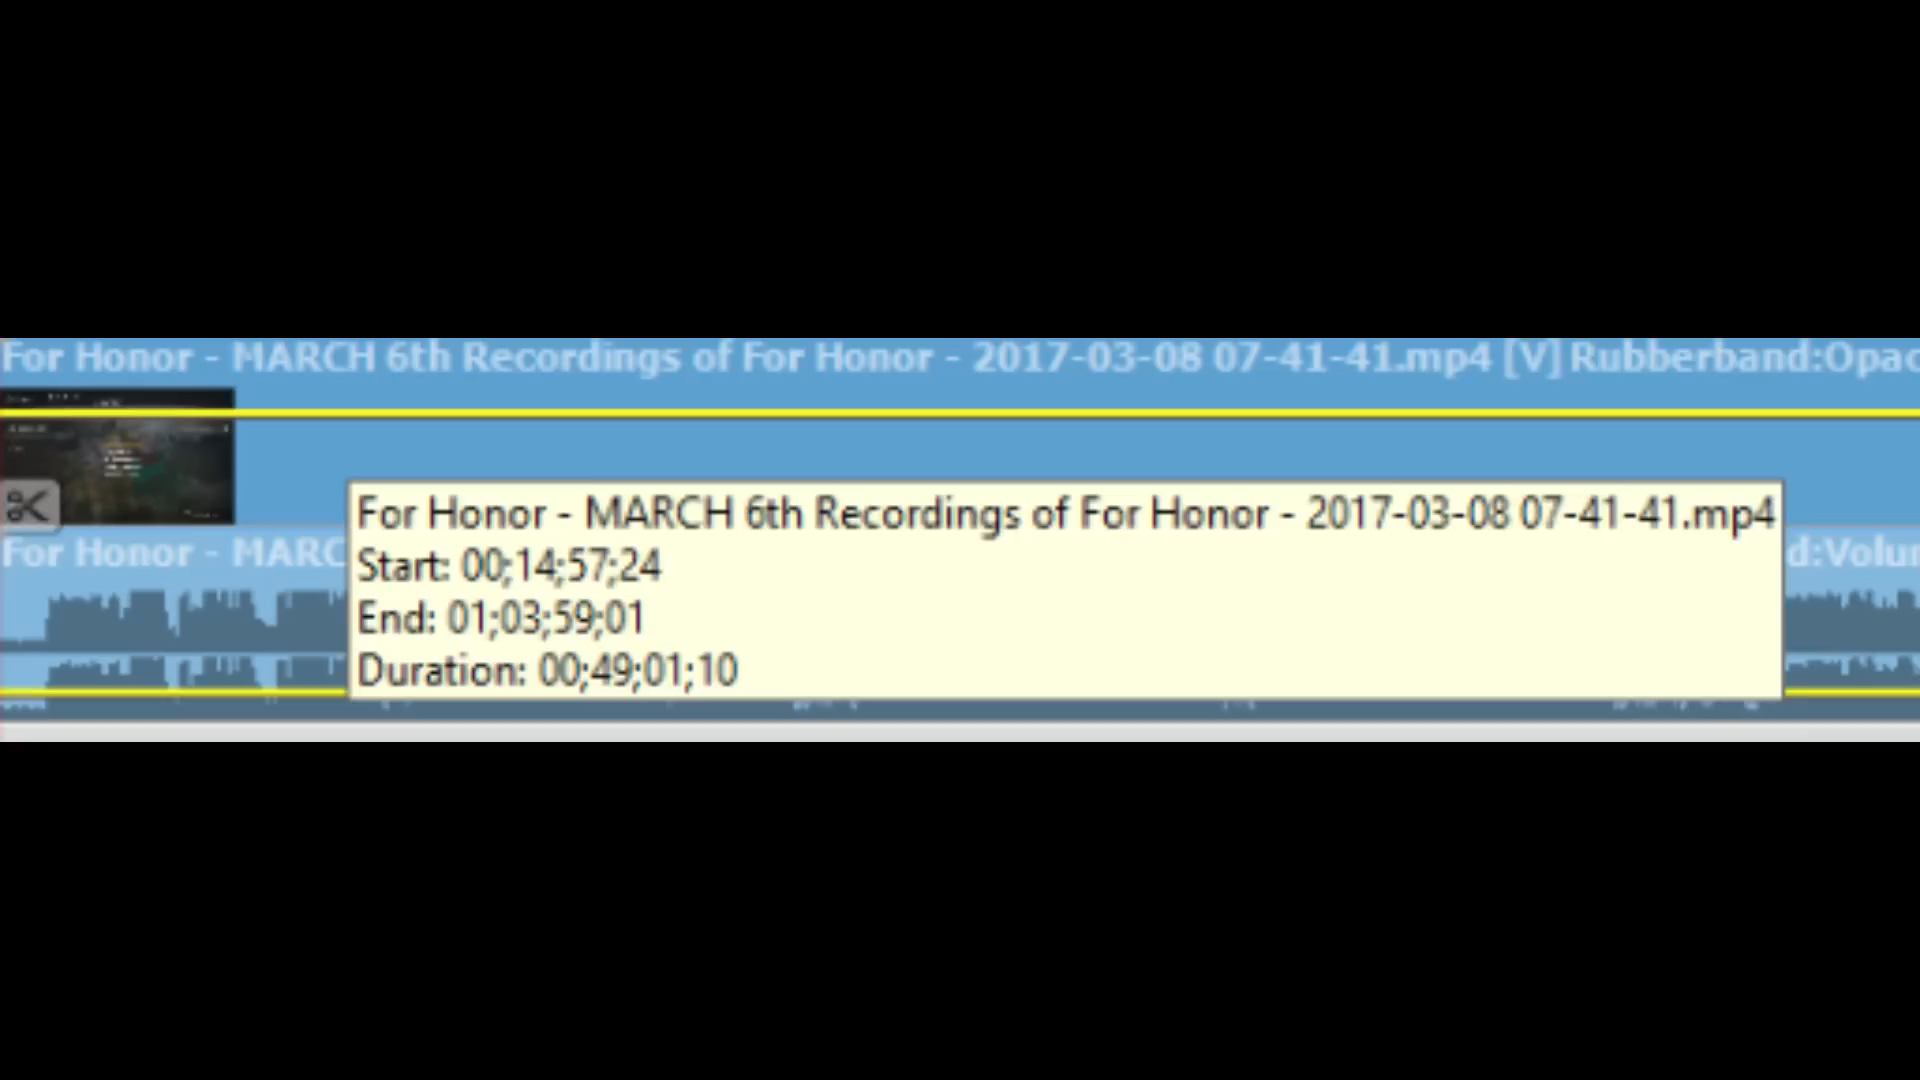 For Honor - MARCH 6th Recordings of For Honor - 2017-03-08 07-41-41.mp4 [V] Rubberband:Opac
For Honor - MARCH 6th Recordings of For Honor - 2017-03-08 07-41-41.mp4
Start: 00;14;57;24
End: 01;03;59;01
Duration: 00;49;01;10
For Honor - MARC
d:Volu